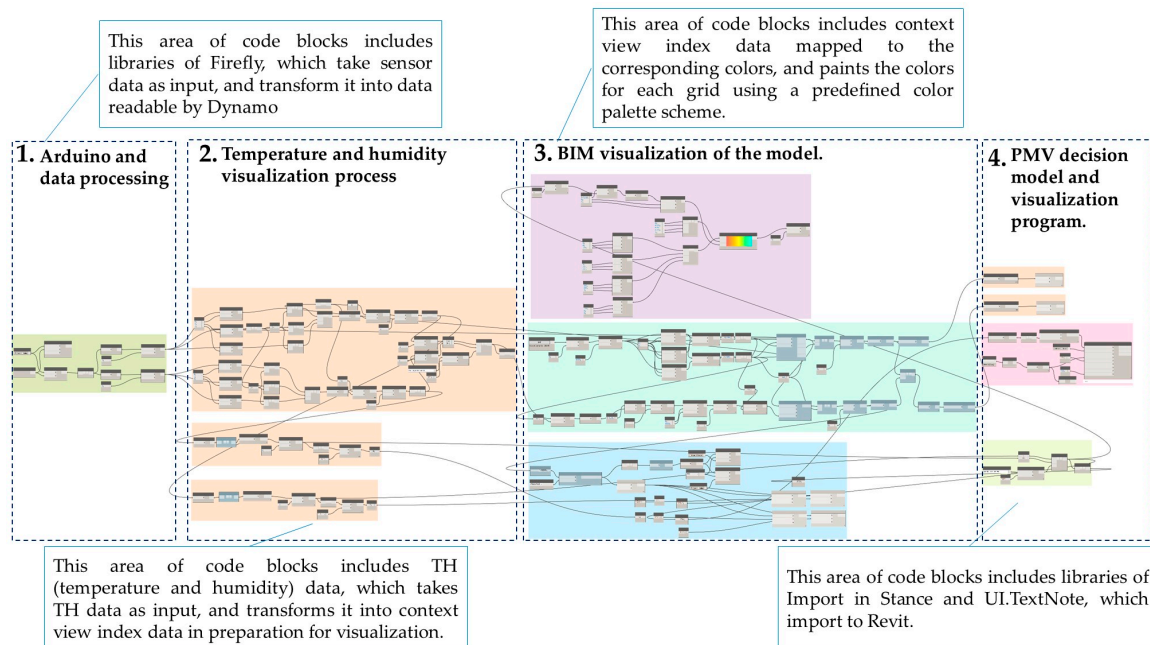 This area of code blocks includes
libraries of Firefly, which take sensor
data as input, and transform it into data
readable by Dynamo
This area of code blocks includes context
view index data mapped to the
corresponding colors, and paints the colors
for each grid using a predefined color
palette scheme.
1. Arduino and
data processing
2. Temperature and humidity
visualization process
3. BIM visualization of the model.
4. PMV decision
model and
visualization
program.
This area of code blocks includes TH
(temperature and humidity) data, which takes
TH data as input, and transforms it into context
view index data in preparation for visualization.
This area of code blocks includes libraries of
Import in Stance and UI.TextNote, which
import to Revit.